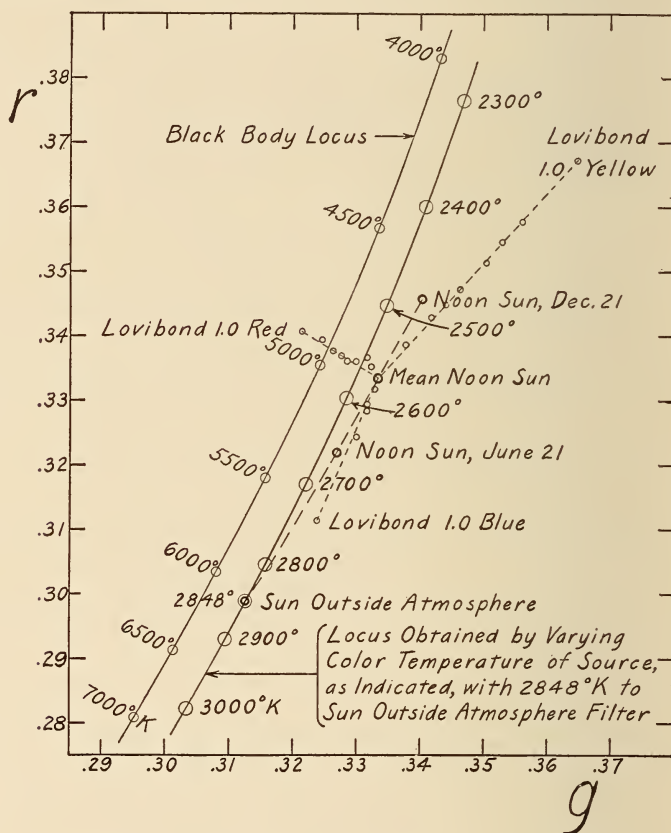 r
.38
.37
.36
.35
.34
.33
.32
.31
.30
.29
.28
.29
.30
.31
.32
.33
.34
.35
.36
.37
g
4000°
2300°
Black Body Locus
Lovibond
1.0 Yellow
4500°
2400°
Noon Sun, Dec. 21
Lovibond 1.0 Red
2500°
5000°
Mean Noon Sun
2600°
Noon Sun, June 21
5500°
2700°
Lovibond 1.0 Blue
6000°
2800°
2848°
Sun Outside Atmosphere
6500°
2900°
Locus Obtained by Varying
Color Temperature of Source,
as Indicated, with 2848°K to
Sun Outside Atmosphere Filter
7000°K
3000°K